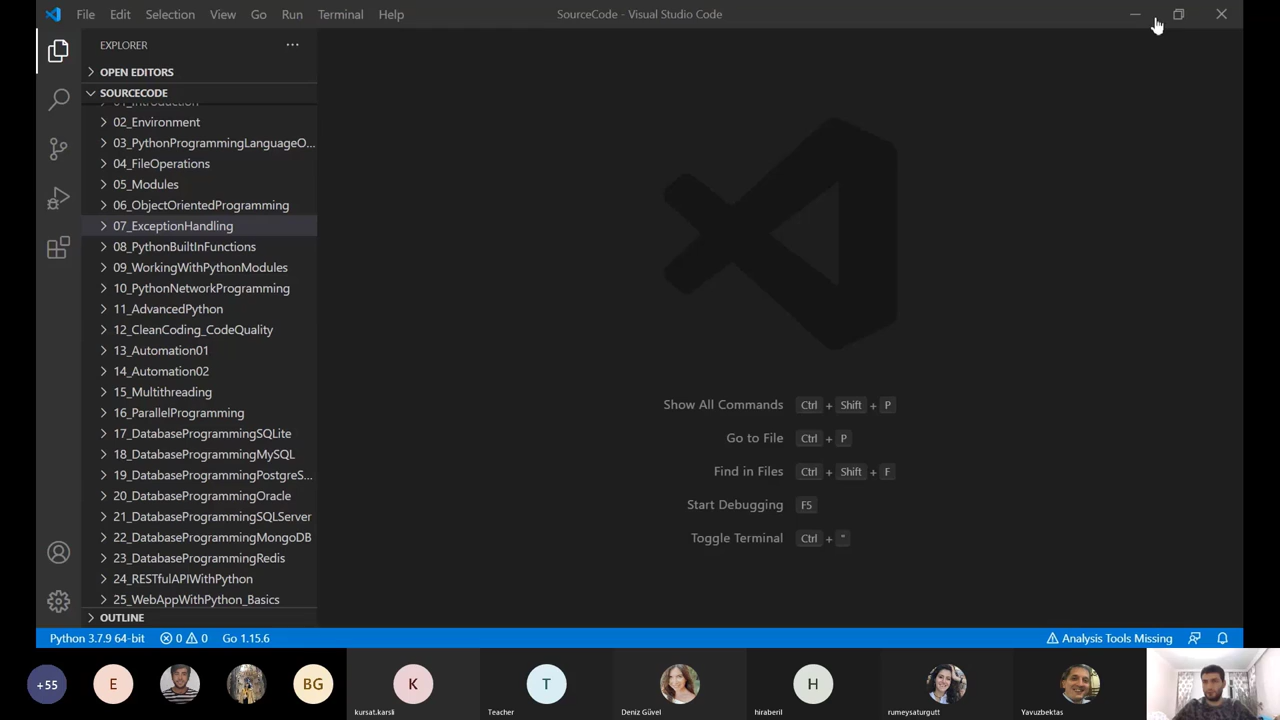 File Edit Selection View Go Run Terminal Help SourceCode - Visual Studio Code
EXPLORER
OPEN EDITORS
SOURCECODE
01_Introduction
02_Environment
03_PythonProgrammingLanguageO...
04_FileOperations
05_Modules
06_ObjectOrientedProgramming
07_ExceptionHandling
08_PythonBuiltInFunctions
09_WorkingWithPythonModules
10_PythonNetworkProgramming
11_AdvancedPython
12_CleanCoding_CodeQuality
13_Automation01
14_Automation02
15_Multithreading
16_ParallelProgramming
17_DatabaseProgrammingSQLite
18_DatabaseProgrammingMySQL
19_DatabaseProgrammingPostgreS...
20_DatabaseProgrammingOracle
21_DatabaseProgrammingSQLServer
22_DatabaseProgrammingMongoDB
23_DatabaseProgrammingRedis
24_RESTfulAPIWithPython
25_WebAppWithPython_Basics
OUTLINE
Show All Commands Ctrl + Shift + P
Go to File Ctrl + P
Find in Files Ctrl + Shift + F
Start Debugging F5
Toggle Terminal Ctrl + "
Python 3.7.9 64-bit 0 0 Go 1.15.6 Analysis Tools Missing
+55 E BG K T H
kursat.karsli Teacher Deniz Güvel hiraberil rumeysaturgutt Yavuzbektas